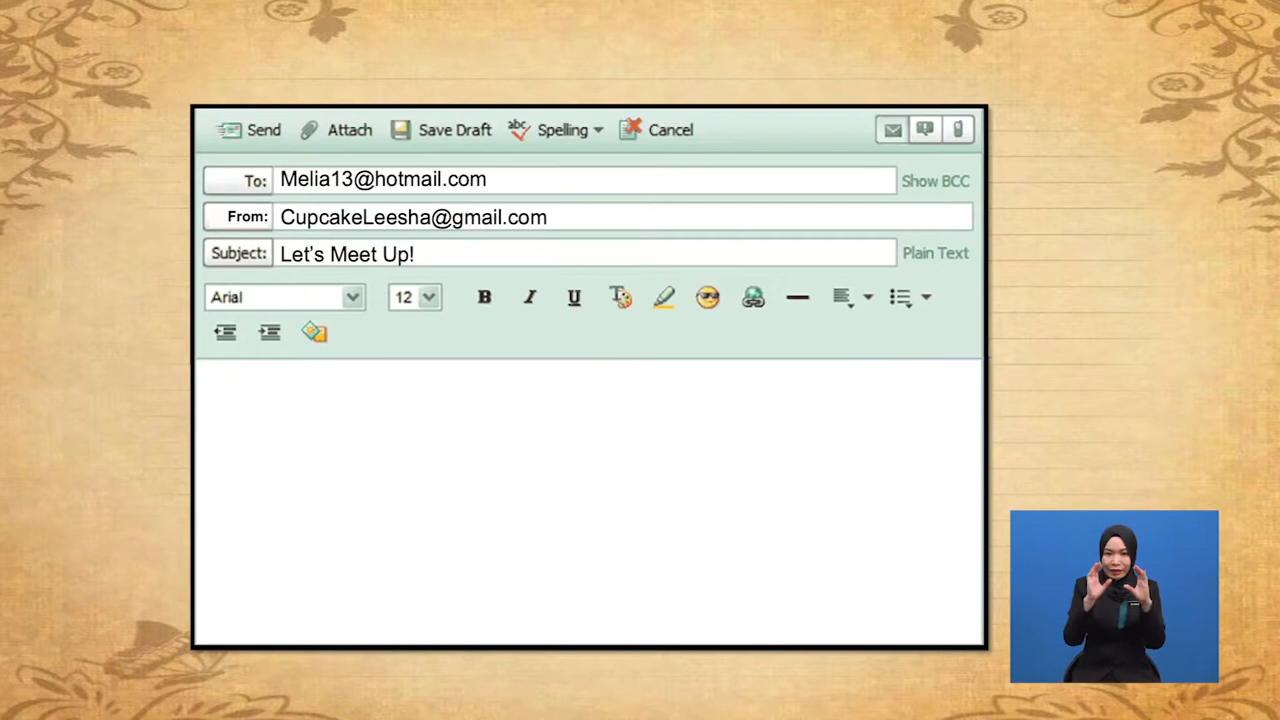 Send Attach Save Draft Spelling Cancel
To: Melia13@hotmail.com Show BCC
From: CupcakeLeesha@gmail.com
Subject: Let’s Meet Up! Plain Text
Arial 12 B I U T